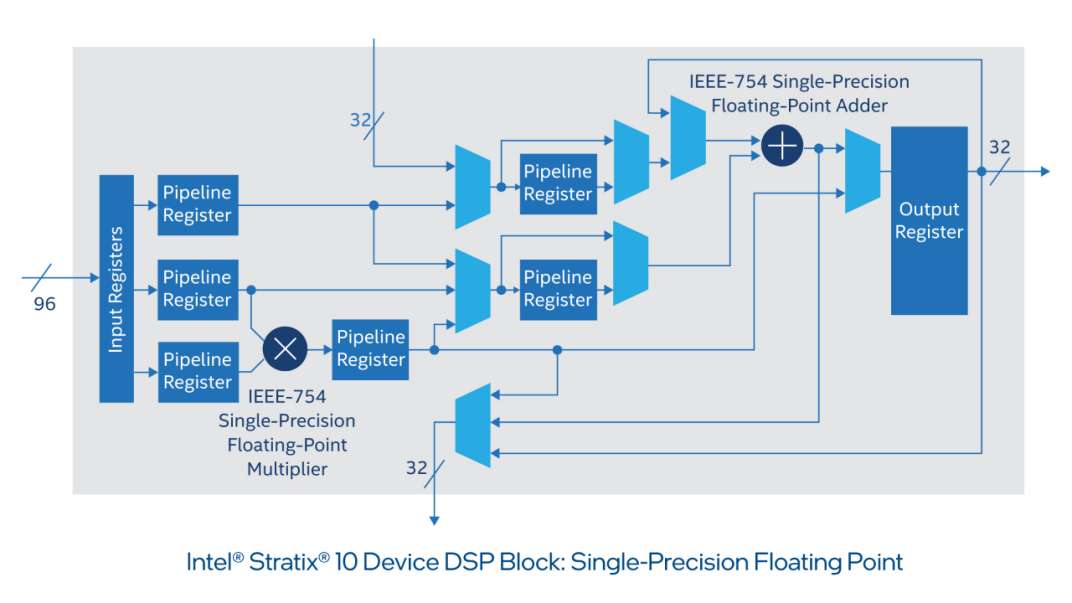 IEEE-754 Single-Precision
Floating-Point Adder
32
32
Pipeline
Register
Pipeline
Register
Output
Register
Input Registers
96
Pipeline
Register
Pipeline
Register
Pipeline
Register
Pipeline
Register
IEEE-754
Single-Precision
Floating-Point
Multiplier
32
Intel® Stratix® 10 Device DSP Block: Single-Precision Floating Point